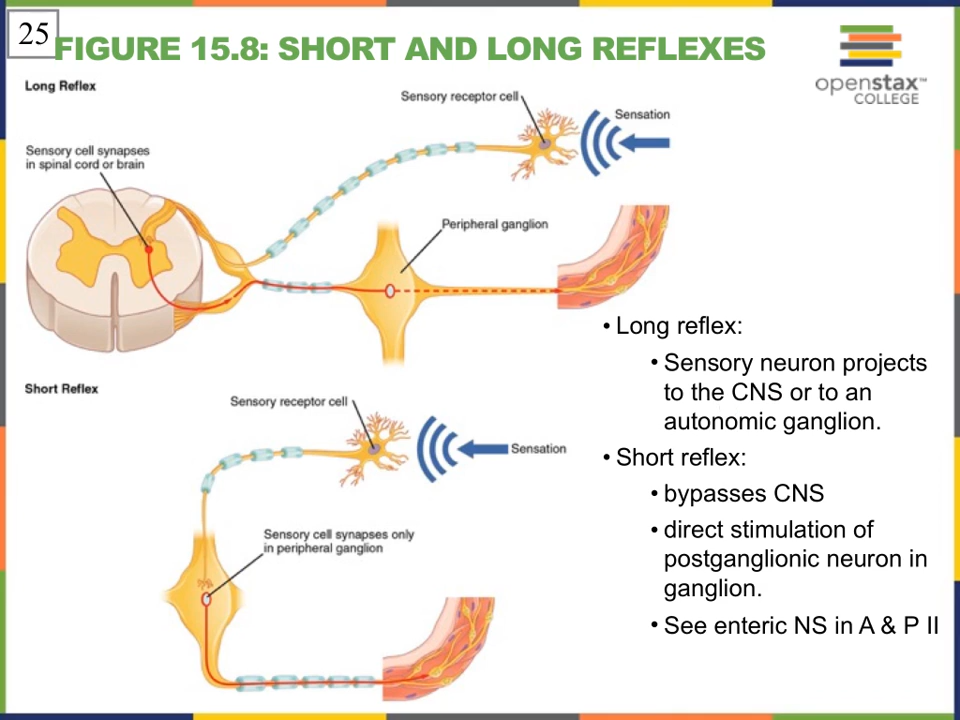 25
FIGURE 15.8: SHORT AND LONG REFLEXES
openstax™
COLLEGE
Long Reflex
Sensory receptor cell
Sensation
Sensory cell synapses
in spinal cord or brain
Peripheral ganglion
• Long reflex:
• Sensory neuron projects
to the CNS or to an
autonomic ganglion.
• Short reflex:
• bypasses CNS
• direct stimulation of
postganglionic neuron in
ganglion.
• See enteric NS in A & P II
Short Reflex
Sensory receptor cell
Sensation
Sensory cell synapses only
in peripheral ganglion